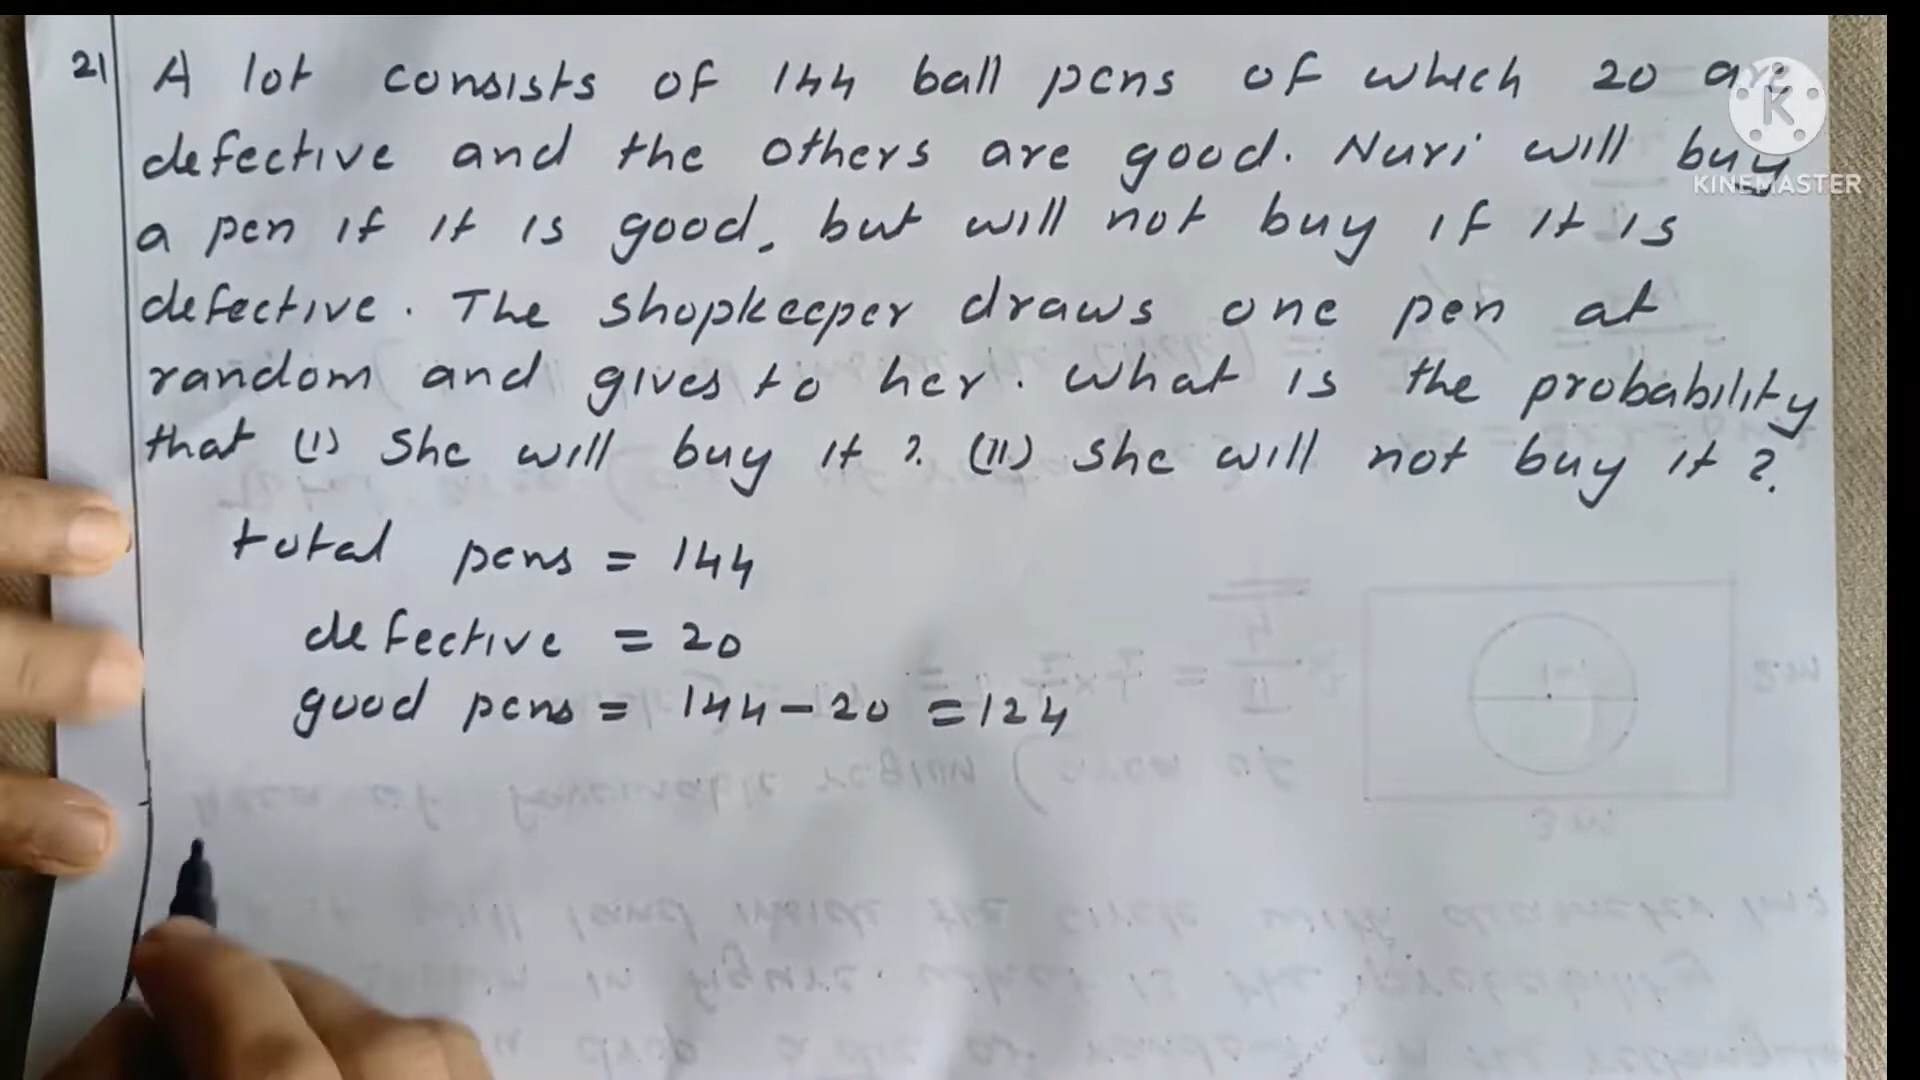 21 A lot consists of 144 ball pens of which 20 are
defective and the others are good. Nuri will buy
a pen if it is good, but will not buy if it is
defective. The shopkeeper draws one pen at
random and gives to her. What is the probability
that (i) She will buy it ? (ii) She will not buy it ?
total pens = 144
defective = 20
good pens = 144 - 20 = 124
K
KINEMASTER